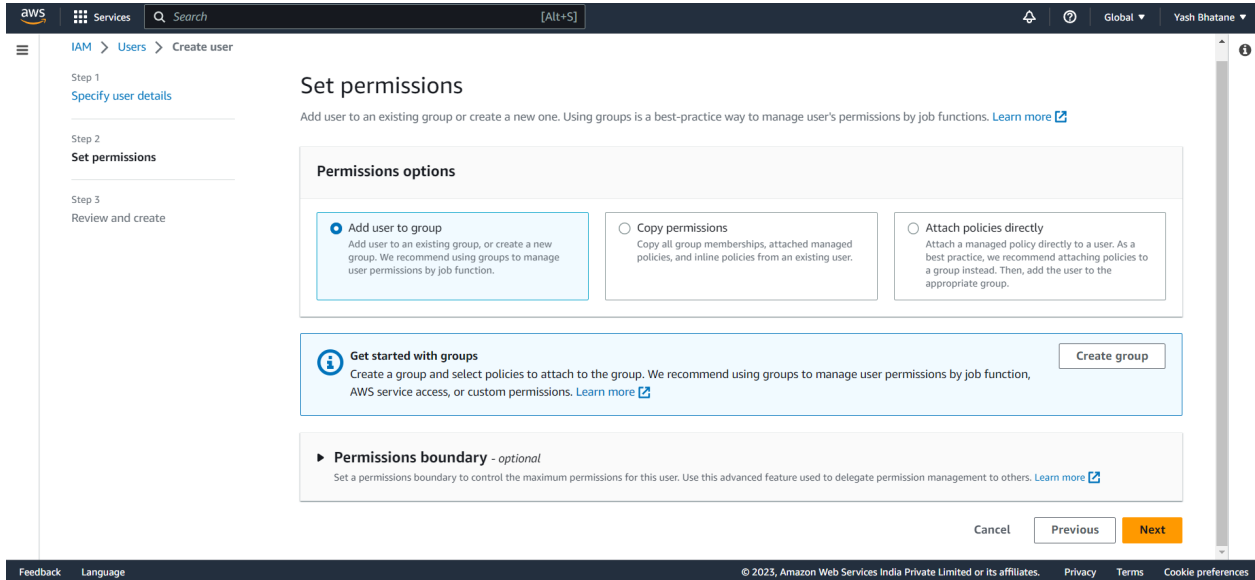 aws Services Search [Alt+S] Global ▼ Yash Bhatane ▼
IAM > Users > Create user
Step 1
Specify user details
Step 2
Set permissions
Step 3
Review and create
Set permissions
Add user to an existing group or create a new one. Using groups is a best-practice way to manage user's permissions by job functions. Learn more
Permissions options
Add user to group
Add user to an existing group, or create a new
group. We recommend using groups to manage
user permissions by job function.
Copy permissions
Copy all group memberships, attached managed
policies, and inline policies from an existing user.
Attach policies directly
Attach a managed policy directly to a user. As a
best practice, we recommend attaching policies to
a group instead. Then, add the user to the
appropriate group.
Get started with groups
Create a group and select policies to attach to the group. We recommend using groups to manage user permissions by job function,
AWS service access, or custom permissions. Learn more
Create group
Permissions boundary - optional
Set a permissions boundary to control the maximum permissions for this user. Use this advanced feature used to delegate permission management to others. Learn more
Cancel Previous Next
Feedback Language © 2023, Amazon Web Services India Private Limited or its affiliates. Privacy Terms Cookie preferences